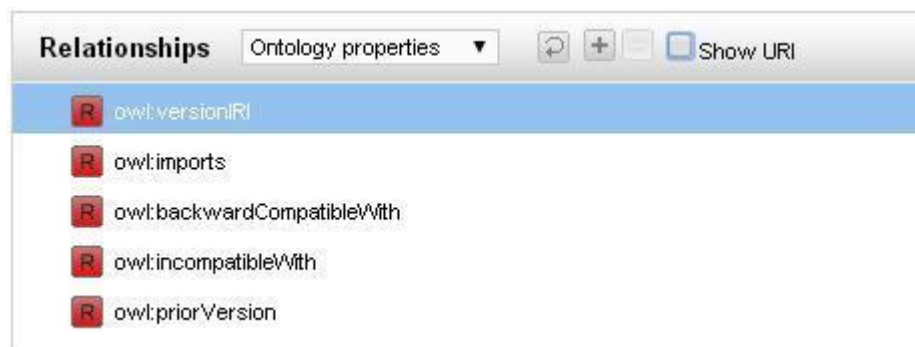 Relationships Ontology properties ▼ Show URI
R owl:versionIRI
R owl:imports
R owl:backwardCompatibleWith
R owl:incompatibleWith
R owl:priorVersion